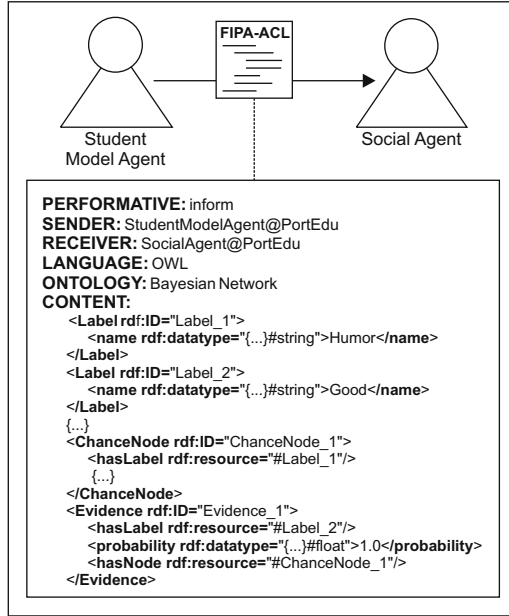 FIPA-ACL
Student
Model Agent
Social Agent
PERFORMATIVE: inform
SENDER: StudentModelAgent@PortEdu
RECEIVER: SocialAgent@PortEdu
LANGUAGE: OWL
ONTOLOGY: Bayesian Network
CONTENT:
<Label rdf:ID="Label_1">
<name rdf:datatype="{...}#string">Humor</name>
</Label>
<Label rdf:ID="Label_2">
<name rdf:datatype="{...}#string">Good</name>
</Label>
{...}
<ChanceNode rdf:ID="ChanceNode_1">
<hasLabel rdf:resource="#Label_1"/>
{...}
</ChanceNode>
<Evidence rdf:ID="Evidence_1">
<hasLabel rdf:resource="#Label_2"/>
<probability rdf:datatype="{...}#float">1.0</probability>
<hasNode rdf:resource="#ChanceNode_1"/>
</Evidence>